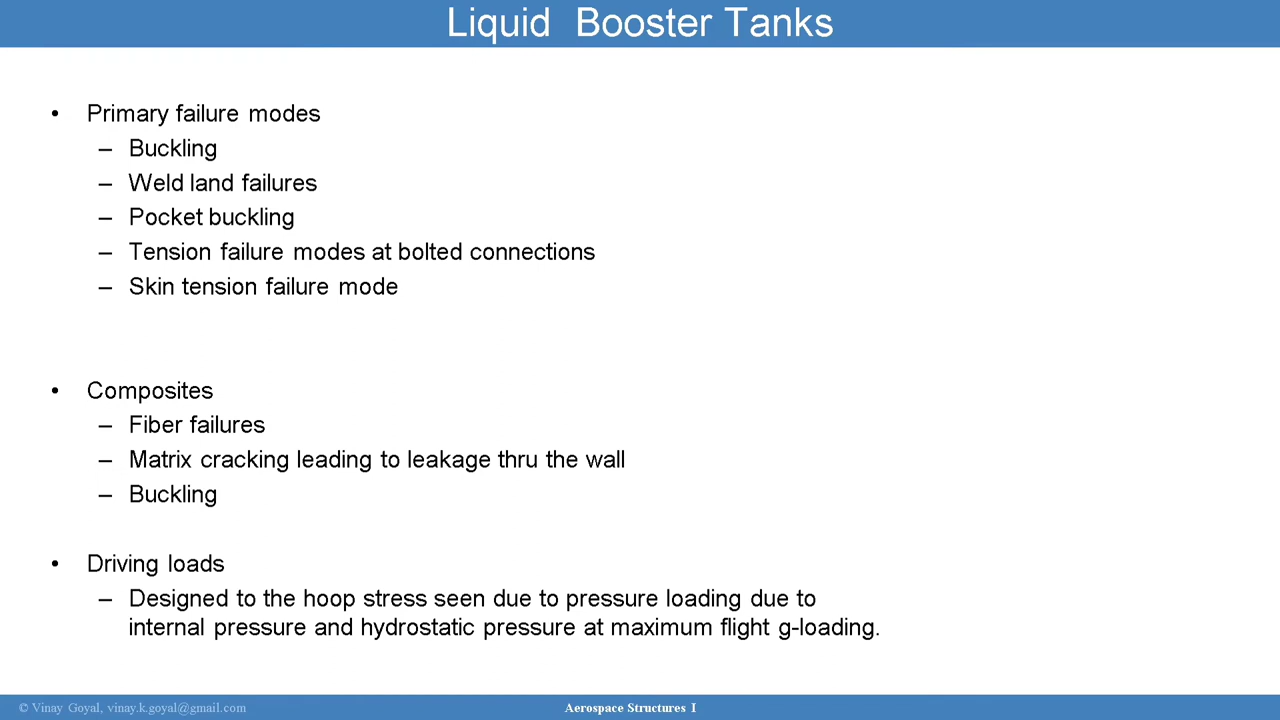 Liquid Booster Tanks
• Primary failure modes
– Buckling
– Weld land failures
– Pocket buckling
– Tension failure modes at bolted connections
– Skin tension failure mode
• Composites
– Fiber failures
– Matrix cracking leading to leakage thru the wall
– Buckling
• Driving loads
– Designed to the hoop stress seen due to pressure loading due to
internal pressure and hydrostatic pressure at maximum flight g-loading.
© Vinay Goyal, vinay.k.goyal@gmail.com
Aerospace Structures I